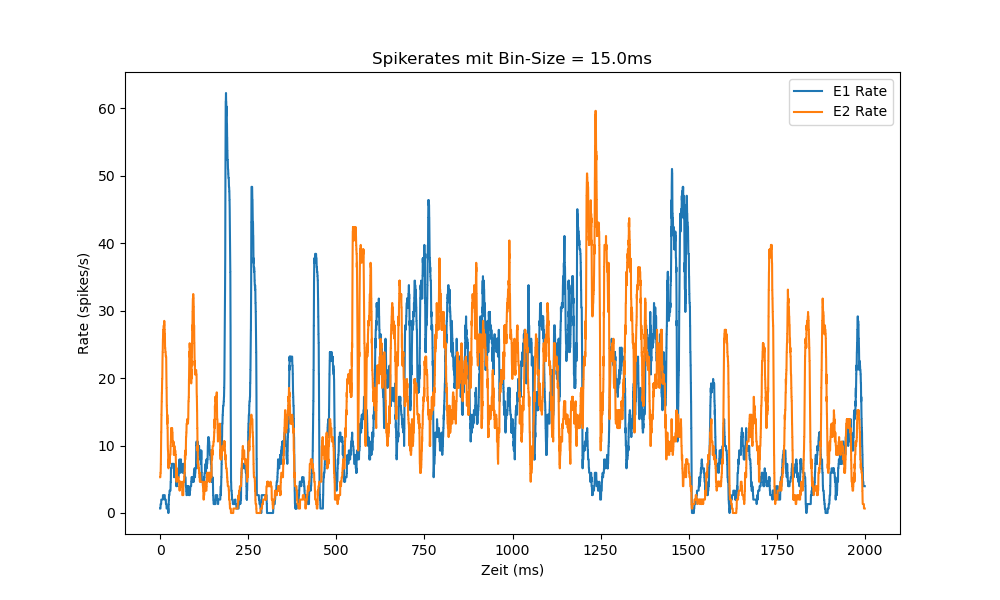 Spikerates mit Bin-Size = 15.0ms
E1 Rate
E2 Rate
60
50
40
30
20
10
0
Rate (spikes/s)
0 250 500 750 1000 1250 1500 1750 2000
Zeit (ms)